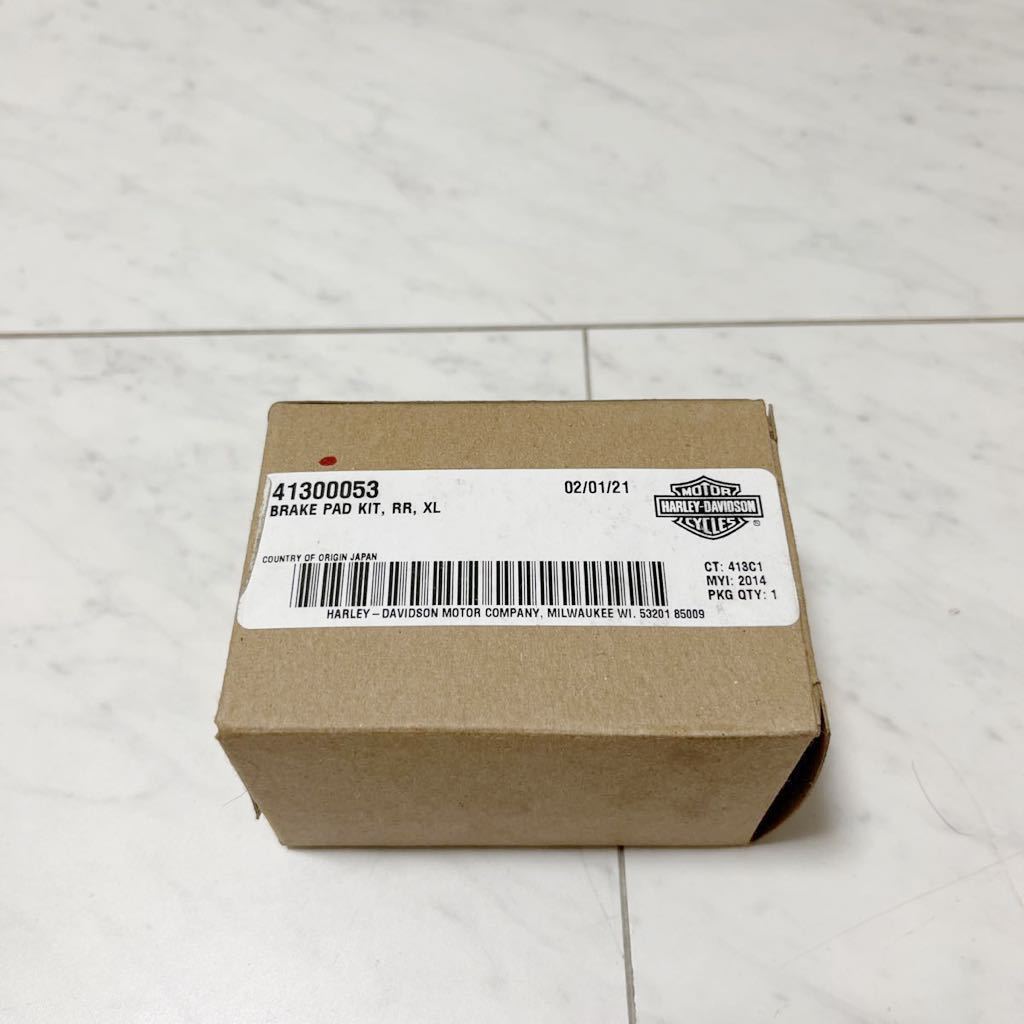 41300053
02/01/21
BRAKE PAD KIT, RR, XL
MOTOR
HARLEY-DAVIDSON
CYCLES
®
COUNTRY OF ORIGIN JAPAN
CT: 413C1
MYI: 2014
PKG QTY: 1
HARLEY-DAVIDSON MOTOR COMPANY, MILWAUKEE WI. 53201 85009